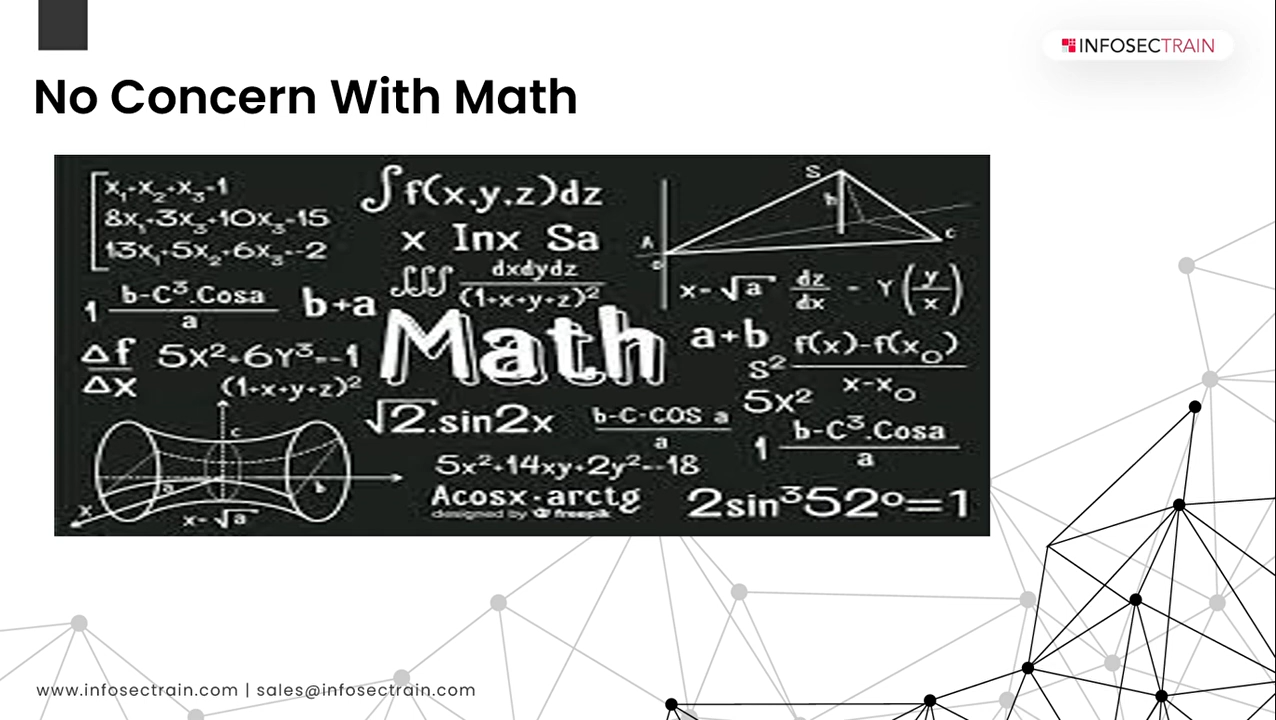 INFOSECTRAIN
No Concern With Math
x₁+x₂+x₃-1
8x₁+3x₂+10x₃-15
13x₁+5x₂+6x₃--2
∫f(x.y.z)dz
x Inx Sa
∭ dxdydz
(1+x+y+z)²
S
h
A
c
x-√a dz/dx - Y (y/x)
1 b-C³.Cosa
a
b+a
Math
a+b f(x)-f(x₀)
S² x-x₀
Δf 5x²+6Y³=-1
Δx (1+x+y+z)²
√2.sin2x
b-C-COS a
a
5x²
1 b-C³.Cosa
a
5x²+14xy+2y²--18
c
a
b
x
x-√a
Acosx·arctg
2sin³52º=1
designed by freepik
www.infosectrain.com | sales@infosectrain.com